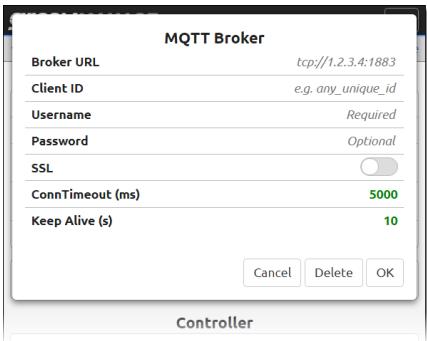 MQTT Broker
Broker URL tcp://1.2.3.4:1883
Client ID e.g. any_unique_id
Username Required
Password Optional
SSL
ConnTimeout (ms) 5000
Keep Alive (s) 10
Cancel Delete OK
Controller